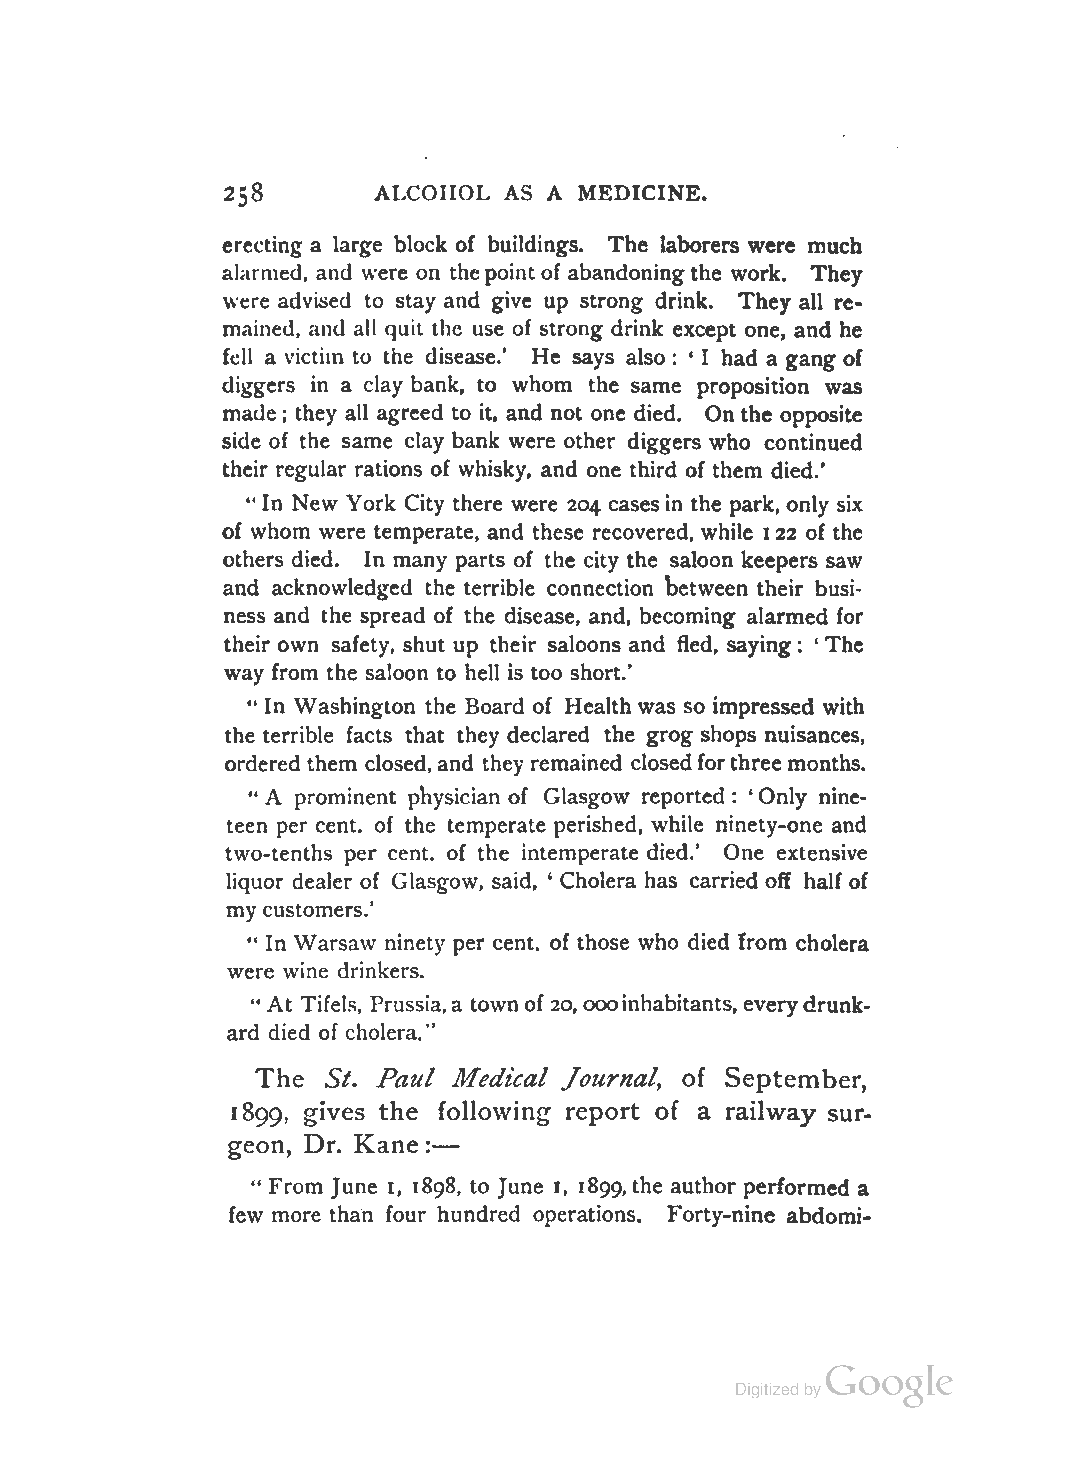 258 ALCOHOL AS A MEDICINE.
erecting a large block of buildings. The laborers were much
alarmed, and were on the point of abandoning the work. They
were advised to stay and give up strong drink. They all re-
mained, and all quit the use of strong drink except one, and he
fell a victim to the disease.' He says also : ' I had a gang of
diggers in a clay bank, to whom the same proposition was
made ; they all agreed to it, and not one died. On the opposite
side of the same clay bank were other diggers who continued
their regular rations of whisky, and one third of them died.'
" In New York City there were 204 cases in the park, only six
of whom were temperate, and these recovered, while 122 of the
others died. In many parts of the city the saloon keepers saw
and acknowledged the terrible connection between their busi-
ness and the spread of the disease, and, becoming alarmed for
their own safety, shut up their saloons and fled, saying : ' The
way from the saloon to hell is too short.'
" In Washington the Board of Health was so impressed with
the terrible facts that they declared the grog shops nuisances,
ordered them closed, and they remained closed for three months.
" A prominent physician of Glasgow reported : ' Only nine-
teen per cent. of the temperate perished, while ninety-one and
two-tenths per cent. of the intemperate died.' One extensive
liquor dealer of Glasgow, said, ' Cholera has carried off half of
my customers.'
" In Warsaw ninety per cent. of those who died from cholera
were wine drinkers.
" At Tifels, Prussia, a town of 20,000 inhabitants, every drunk-
ard died of cholera."
The St. Paul Medical Journal, of September,
1899, gives the following report of a railway sur-
geon, Dr. Kane :—
" From June 1, 1898, to June 1, 1899, the author performed a
few more than four hundred operations. Forty-nine abdomi-
Digitized by Google